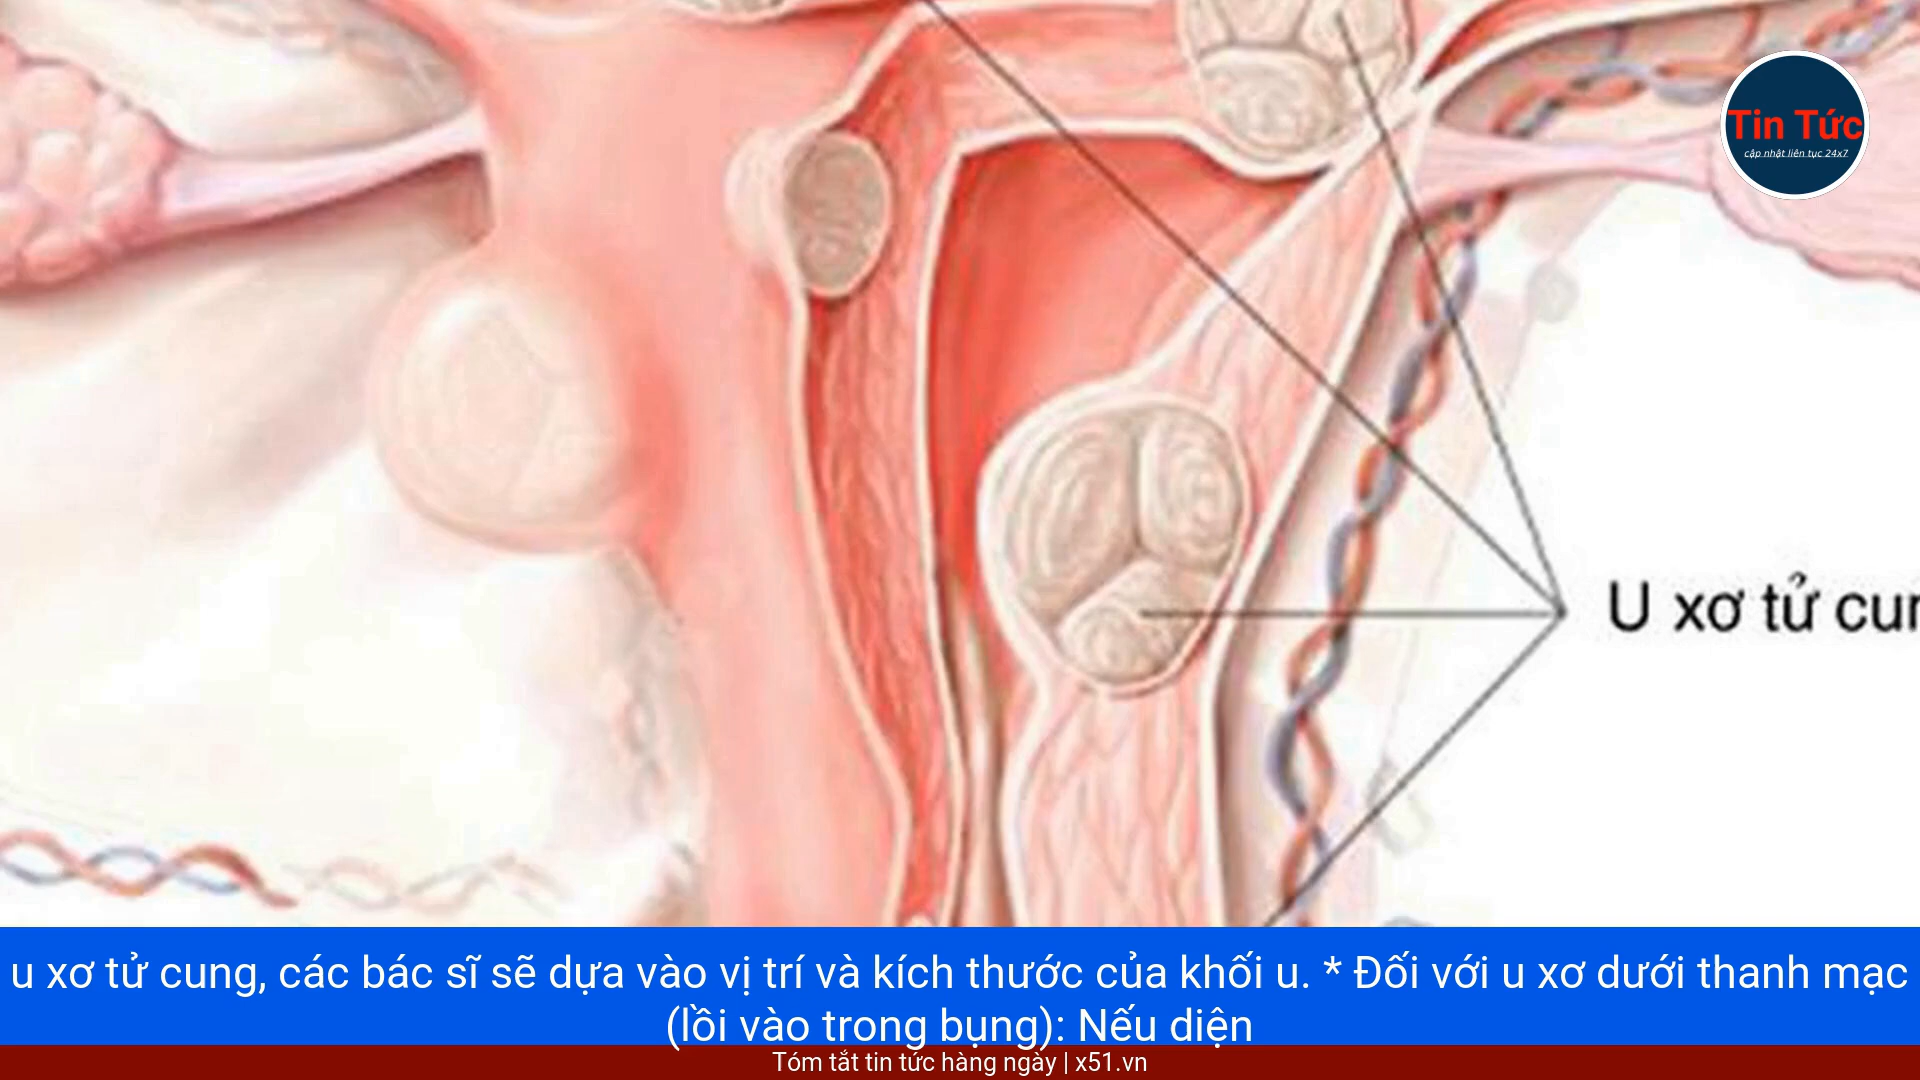 Tin Tức
cập nhật liên tục 24x7
U xơ tử cun
u xơ tử cung, các bác sĩ sẽ dựa vào vị trí và kích thước của khối u. * Đối với u xơ dưới thanh mạc
(lồi vào trong bụng): Nếu diện
Tóm tắt tin tức hàng ngày | x51.vn